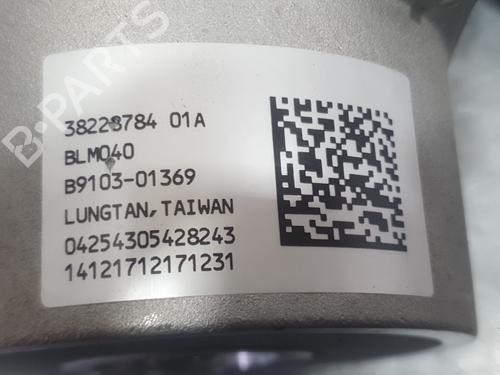 38228784 01A
BLM040
B9103-01369
LUNGTAN, TAIWAN
04254305428243
14121712171231
B-PARTS